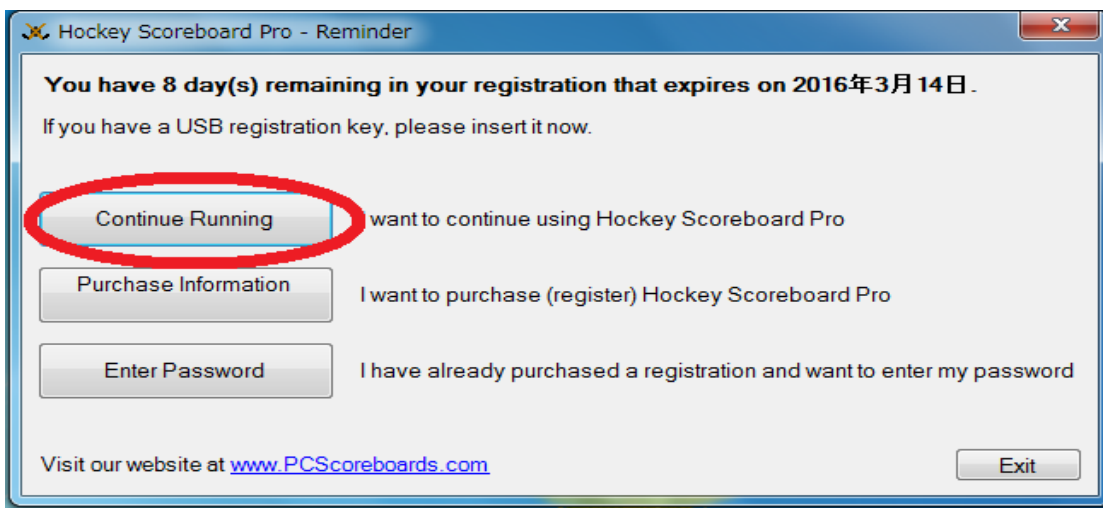 Hockey Scoreboard Pro - Reminder
You have 8 day(s) remaining in your registration that expires on 2016年3月14日.
If you have a USB registration key, please insert it now.
Continue Running
I want to continue using Hockey Scoreboard Pro
Purchase Information
I want to purchase (register) Hockey Scoreboard Pro
Enter Password
I have already purchased a registration and want to enter my password
Visit our website at www.PCScoreboards.com
Exit